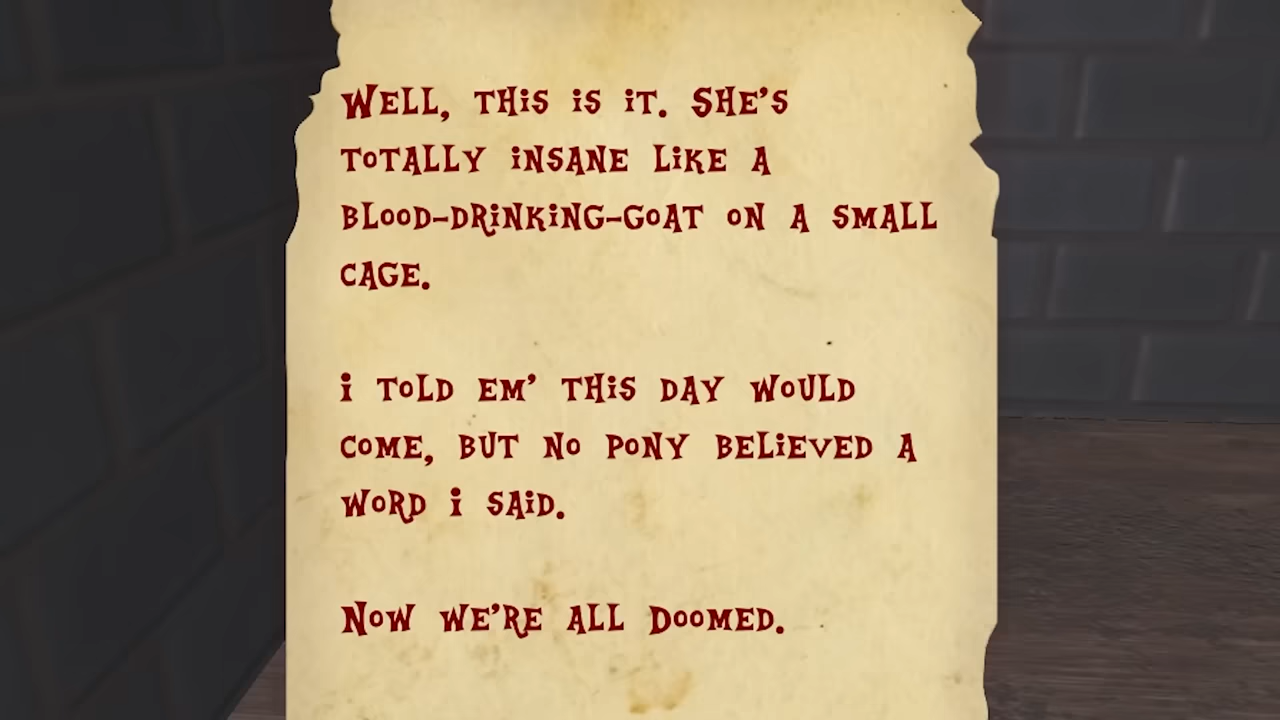 Well, this is it. She's
totally insane like a
blood-drinking-goat on a small
cage.
i told em' this day would
come, but no pony believed a
word i said.
Now we're all Doomed.